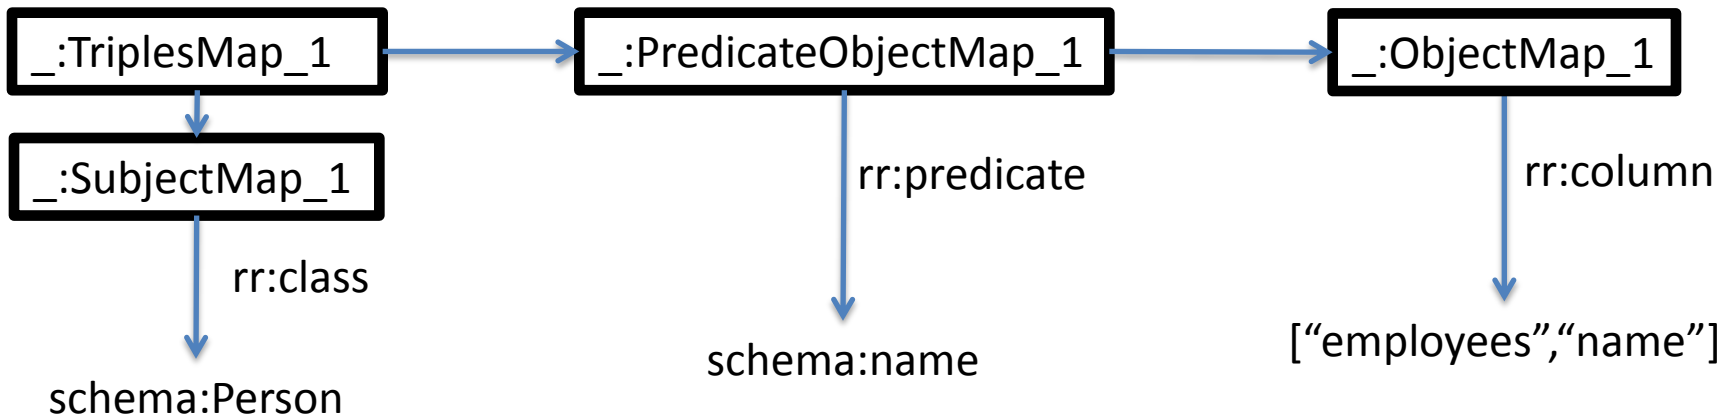 _:TriplesMap_1
_:PredicateObjectMap_1
_:ObjectMap_1
_:SubjectMap_1
rr:predicate
rr:column
rr:class
schema:name
[“employees”,“name”]
schema:Person